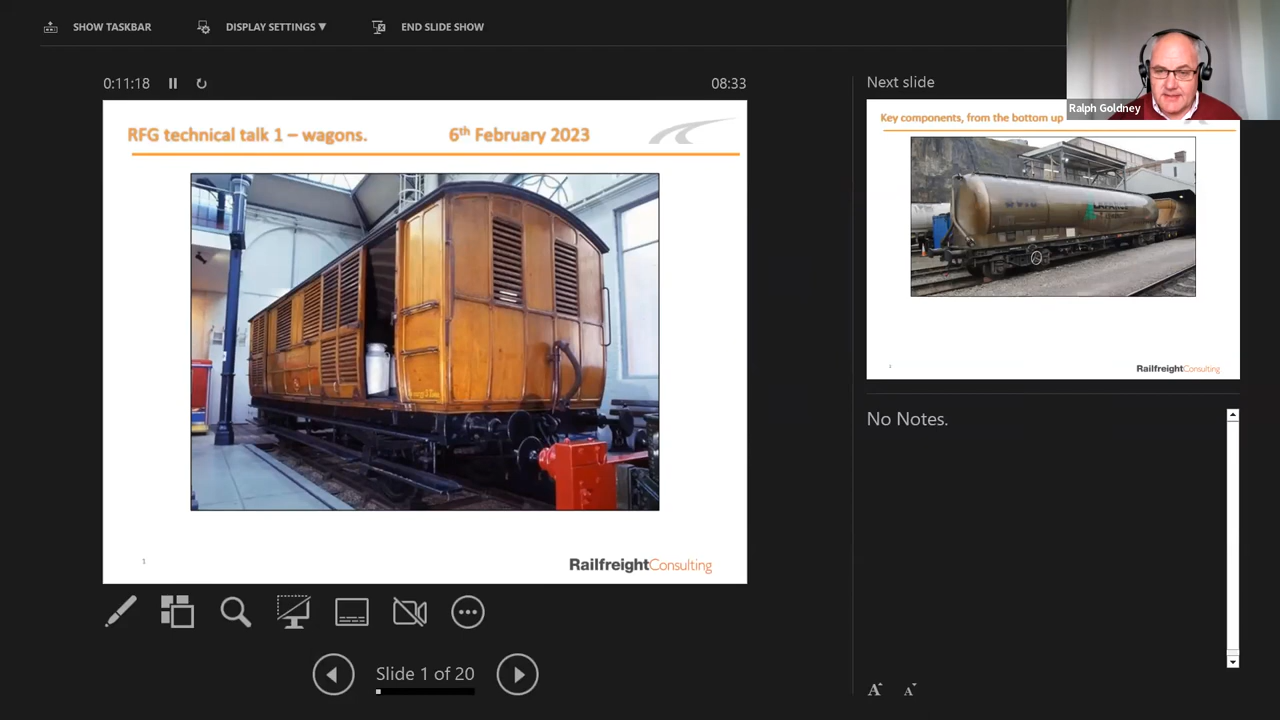 SHOW TASKBAR
DISPLAY SETTINGS ▼
END SLIDE SHOW
0:11:18
08:33
Next slide
Ralph Goldney
RFG technical talk 1 – wagons. 6th February 2023
1
RailfreightConsulting
Key components, from the bottom up
RailfreightConsulting
No Notes.
Slide 1 of 20
A
A